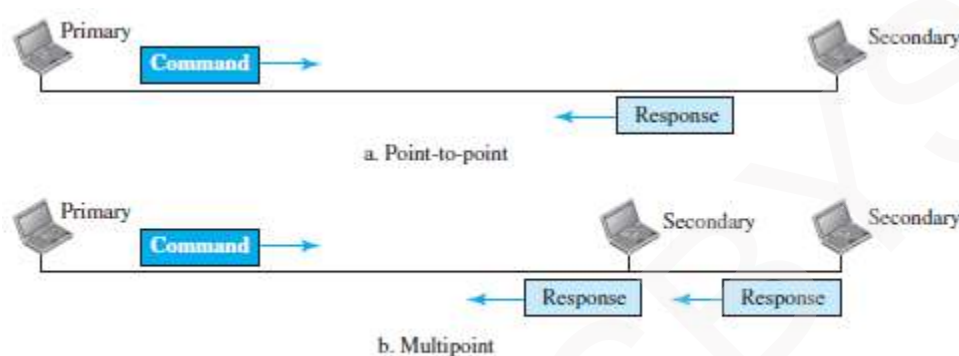 Primary
Secondary
Command
Response
a. Point-to-point
Primary
Secondary
Secondary
Command
Response
Response
b. Multipoint